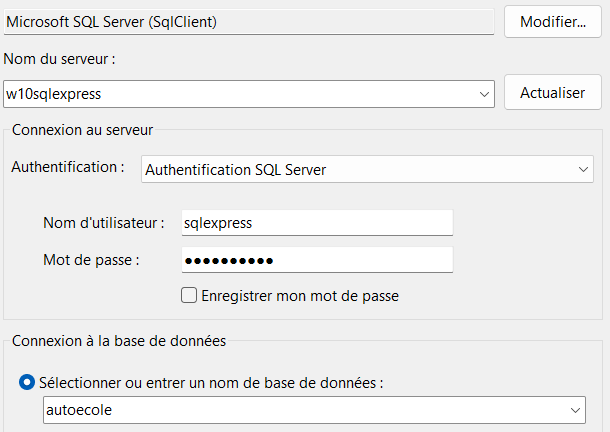 Microsoft SQL Server (SqlClient)
Modifier...
Nom du serveur :
w10sqlexpress
Actualiser
Connexion au serveur
Authentification :
Authentification SQL Server
Nom d'utilisateur :
sqlexpress
Mot de passe :
●●●●●●●●●●
Enregistrer mon mot de passe
Connexion à la base de données
Sélectionner ou entrer un nom de base de données :
autoecole